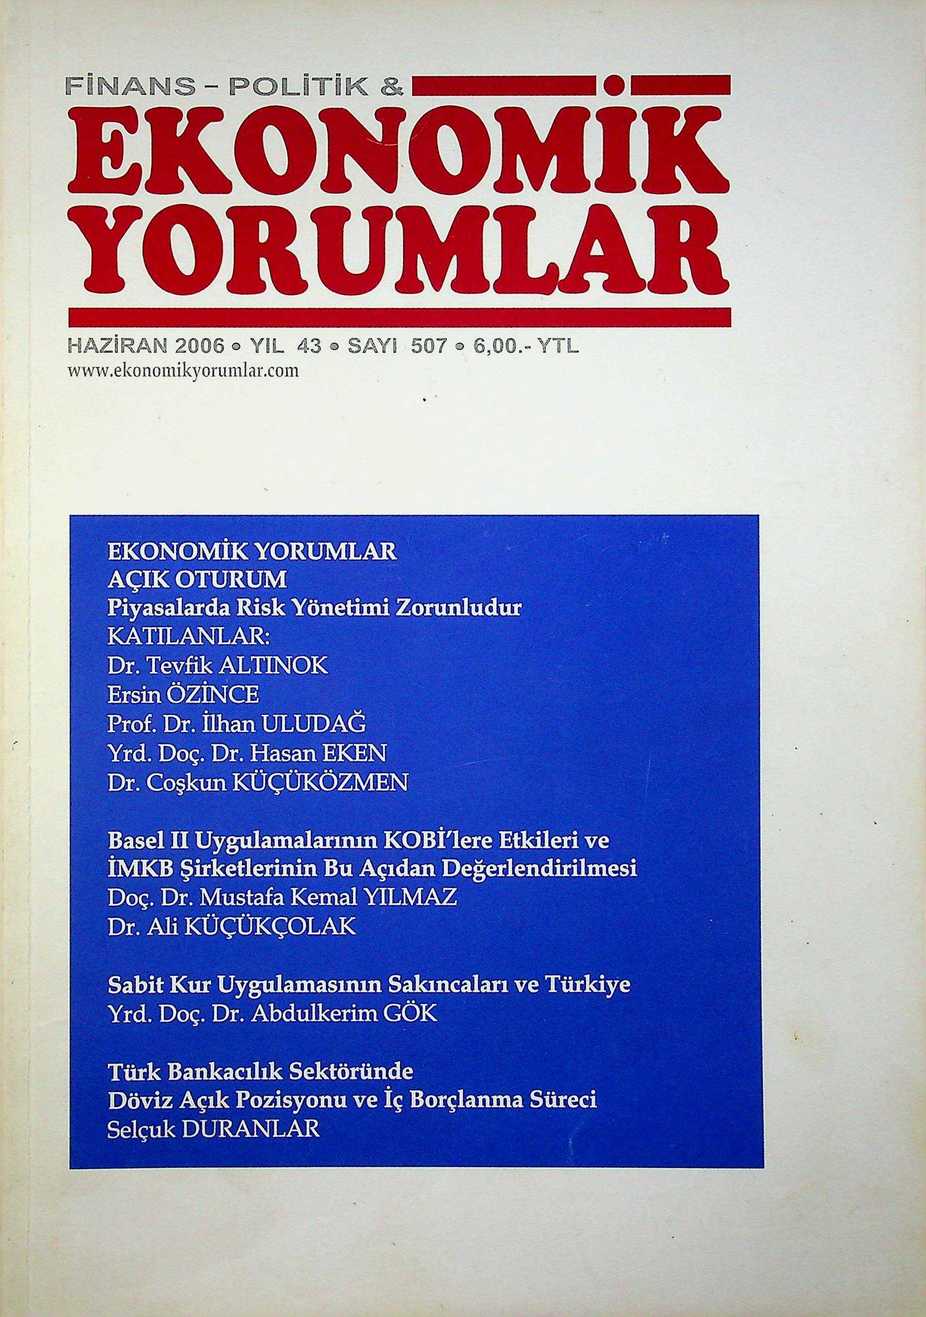 FİNANS - POLİTİK &
EKONOMİK
YORUMLAR
HAZİRAN 2006 • YIL 43 • SAYI 507 • 6,00.- YTL
www.ekonomikyorumlar.com
EKONOMİK YORUMLAR
AÇIK OTURUM
Piyasalarda Risk Yönetimi Zorunludur
KATILANLAR:
Dr. Tevfik ALTINOK
Ersin ÖZİNCE
Prof. Dr. İlhan ULUDAĞ
Yrd. Doç. Dr. Hasan EKEN
Dr. Coşkun KÜÇÜKÖZMEN
Basel II Uygulamalarının KOBİ'lere Etkileri ve
İMKB Şirketlerinin Bu Açıdan Değerlendirilmesi
Doç. Dr. Mustafa Kemal YILMAZ
Dr. Ali KÜÇÜKÇOLAK
Sabit Kur Uygulamasının Sakıncaları ve Türkiye
Yrd. Doç. Dr. Abdulkerim GÖK
Türk Bankacılık Sektöründe
Döviz Açık Pozisyonu ve İç Borçlanma Süreci
Selçuk DURANLAR